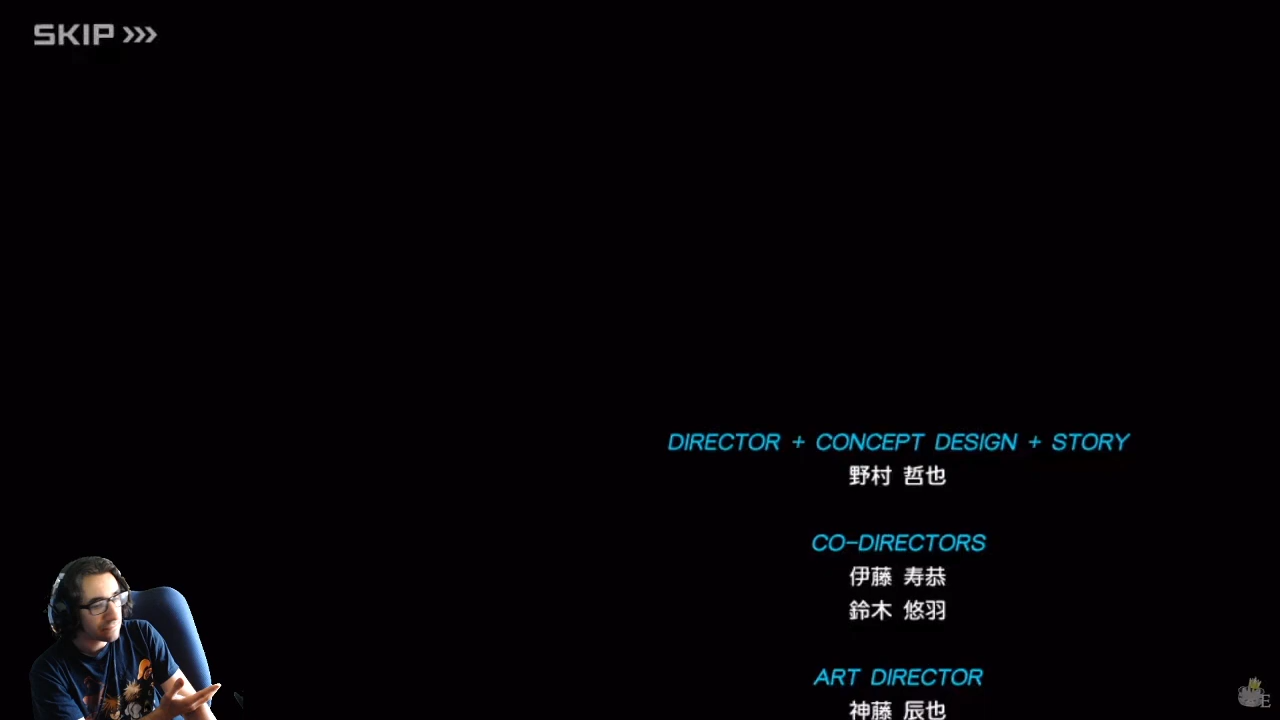 SKIP >>>
DIRECTOR + CONCEPT DESIGN + STORY
野村 哲也
CO-DIRECTORS
伊藤 寿恭
鈴木 悠羽
ART DIRECTOR
神藤 辰也
E